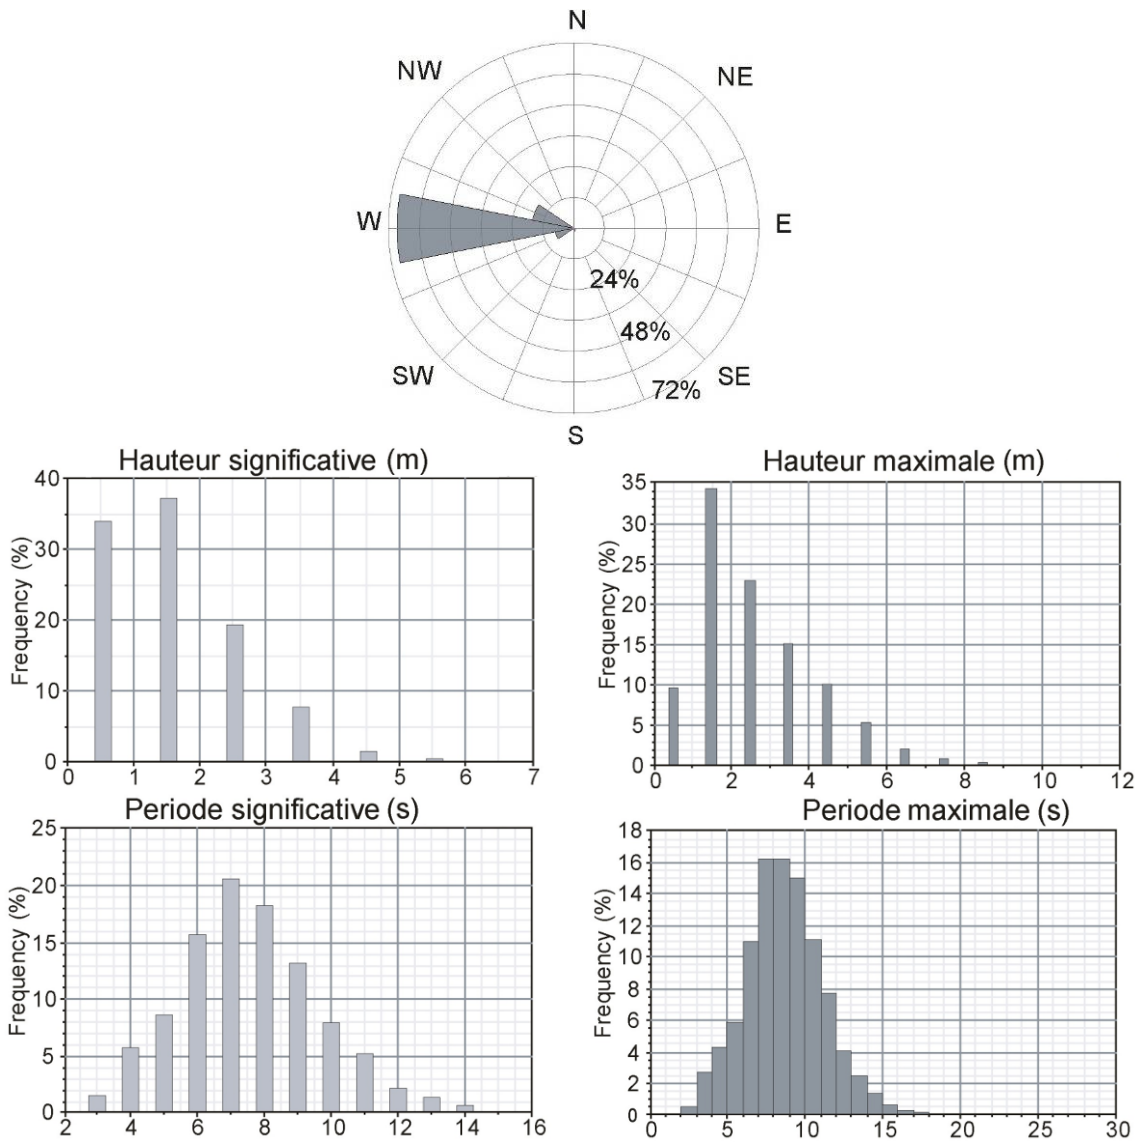 N
NW
NE
W
E
24%
48%
SW
SE
72%
S
Hauteur significative (m)
Frequency (%)
40
30
20
10
0
0 1 2 3 4 5 6 7
Hauteur maximale (m)
Frequency (%)
35
30
25
20
15
10
5
0
0 2 4 6 8 10 12
Periode significative (s)
Frequency (%)
25
20
15
10
5
0
2 4 6 8 10 12 14 16
Periode maximale (s)
Frequency (%)
18
16
14
12
10
8
6
4
2
0
0 5 10 15 20 25 30